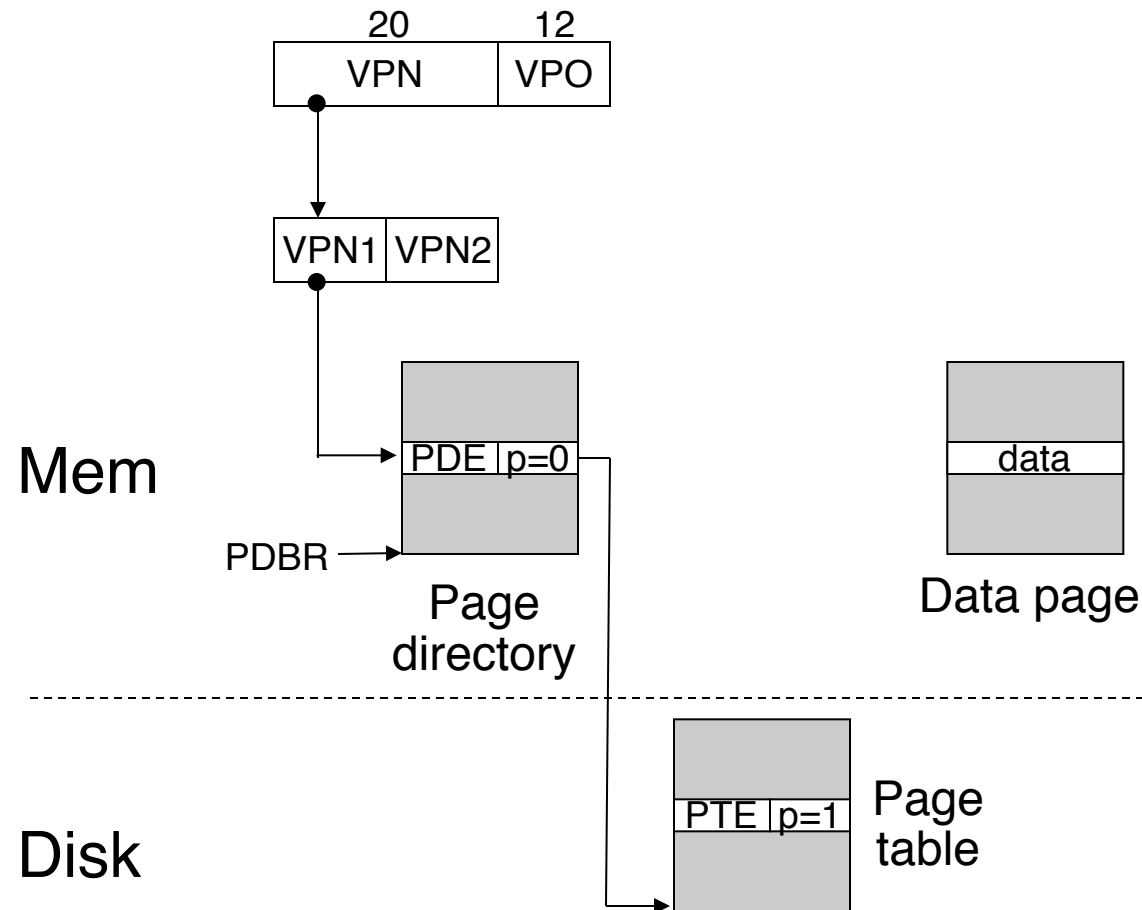 20 12
VPN VPO
VPN1 VPN2
Mem
PDE p=0
data
PDBR
Page
directory
Data page
Disk
PTE p=1
Page
table